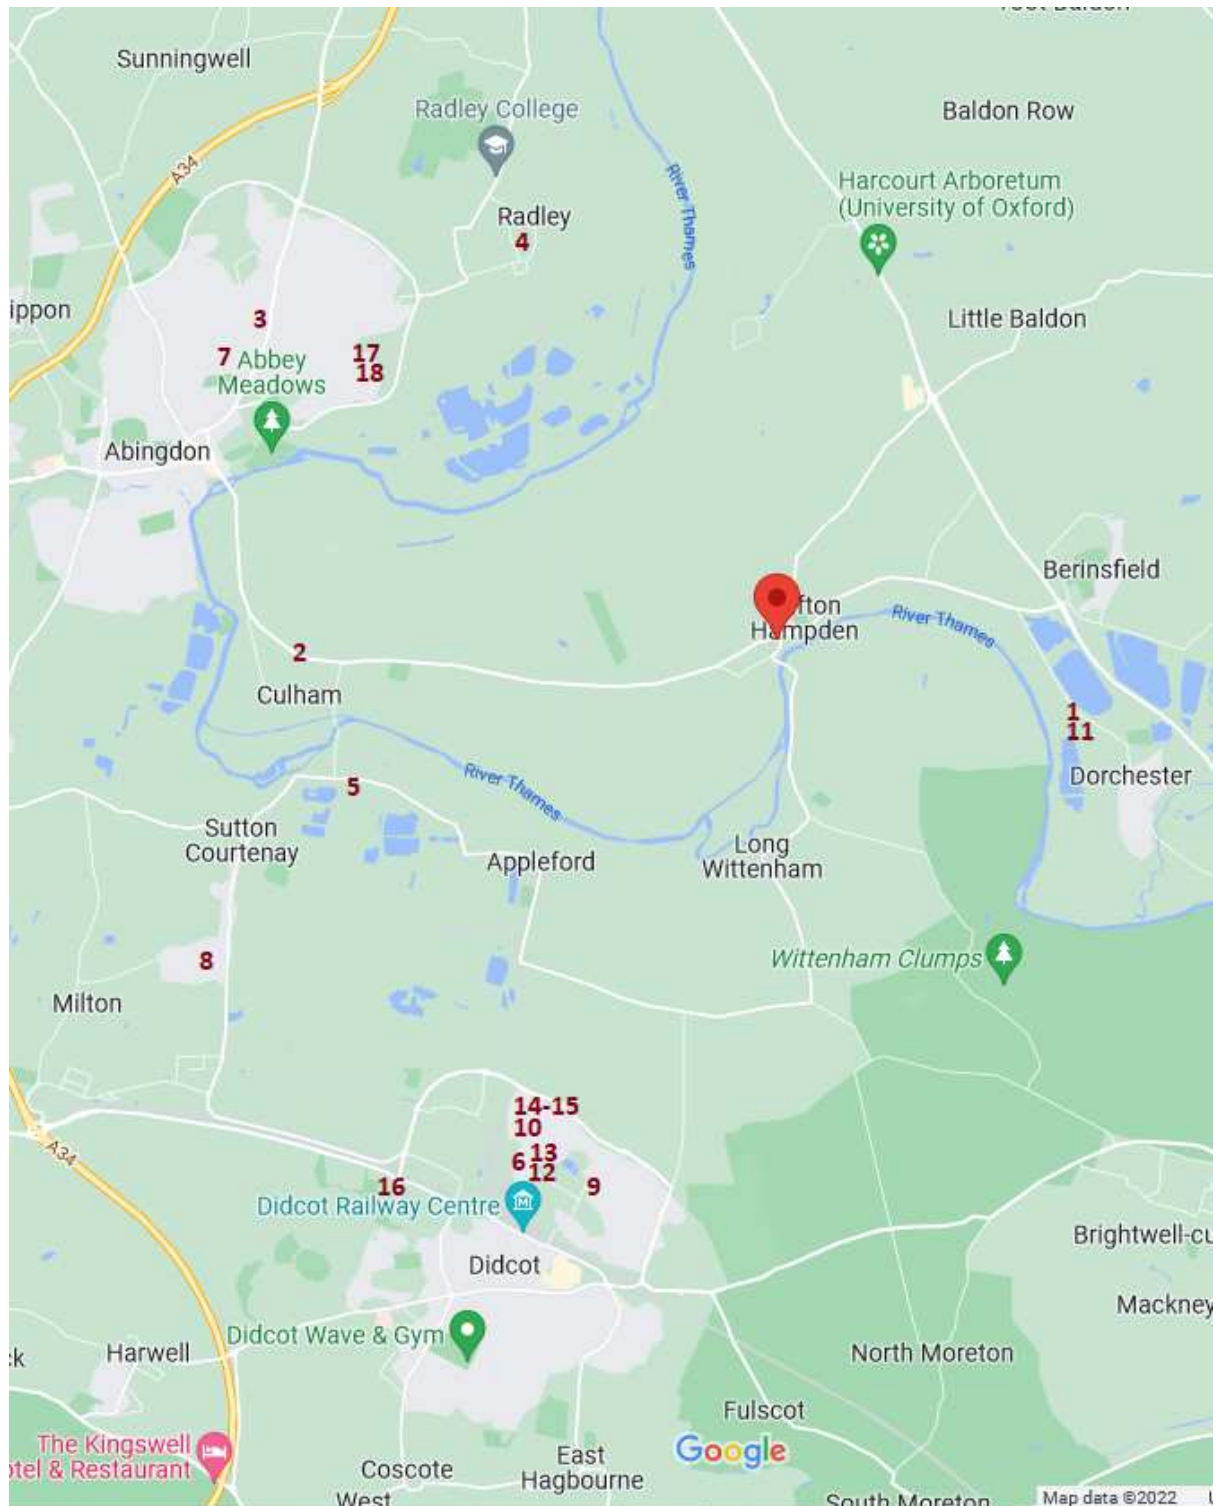 Sunningwell
Radley College
Baldon Row
A34
River Thames
Harcourt Arboretum
(University of Oxford)
Radley
4
ippon
3
Little Baldon
7 Abbey
Meadows
17
18
Abingdon
Berinsfield
fton
Hampden
River Thames
2
Culham
1
11
Dorchester
River Thames
5
Sutton
Courtenay
Appleford
Long
Wittenham
8
Wittenham Clumps
Milton
14-15
10
13
6
12
A34
16
9
Didcot Railway Centre
Brightwell-cu
Didcot
Mackney
Didcot Wave & Gym
Harwell
North Moreton
Fulscot
The Kingswell
otel & Restaurant
Google
East
Hagbourne
Coscote
West
South Moreton
Map data ©2022